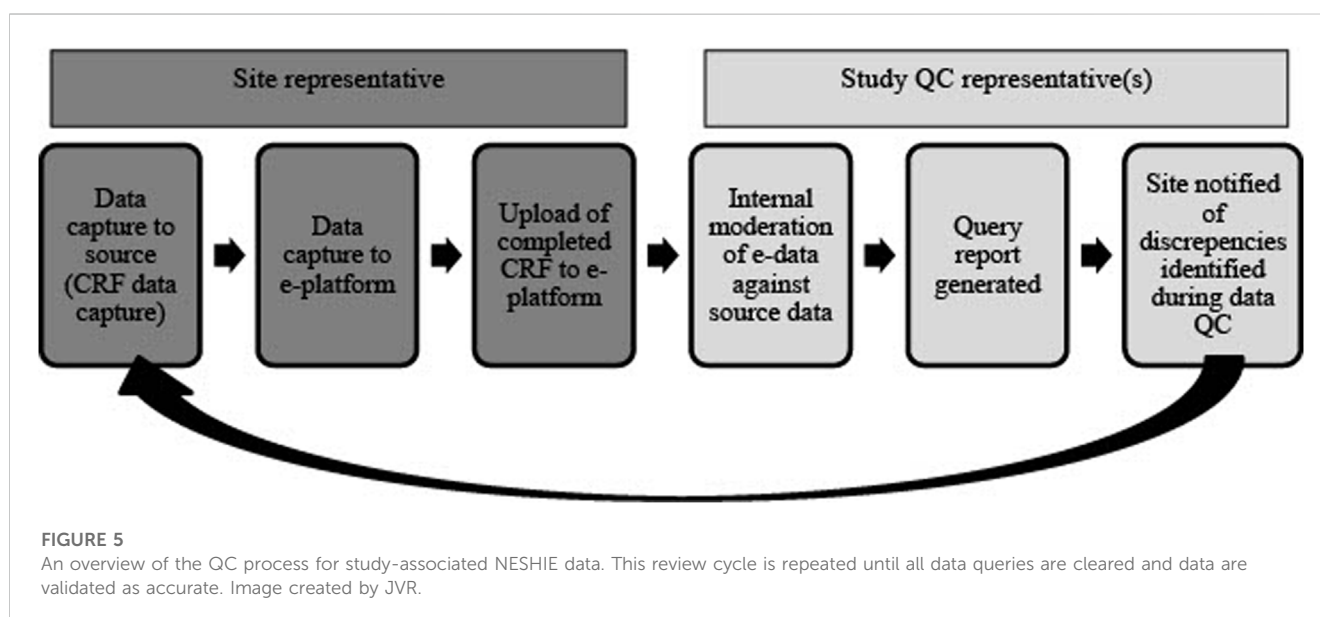 Site representative
Study QC representative(s)
Data
capture to
source
(CRF data
capture)
Data
capture to
e-platform
Upload of
completed
CRF to e-
platform
Internal
moderation
of e-data
against
source data
Query
report
generated
Site notified
of
discrepencies
identified
during data
QC
FIGURE 5
An overview of the QC process for study-associated NESHIE data. This review cycle is repeated until all data queries are cleared and data are
validated as accurate. Image created by JVR.